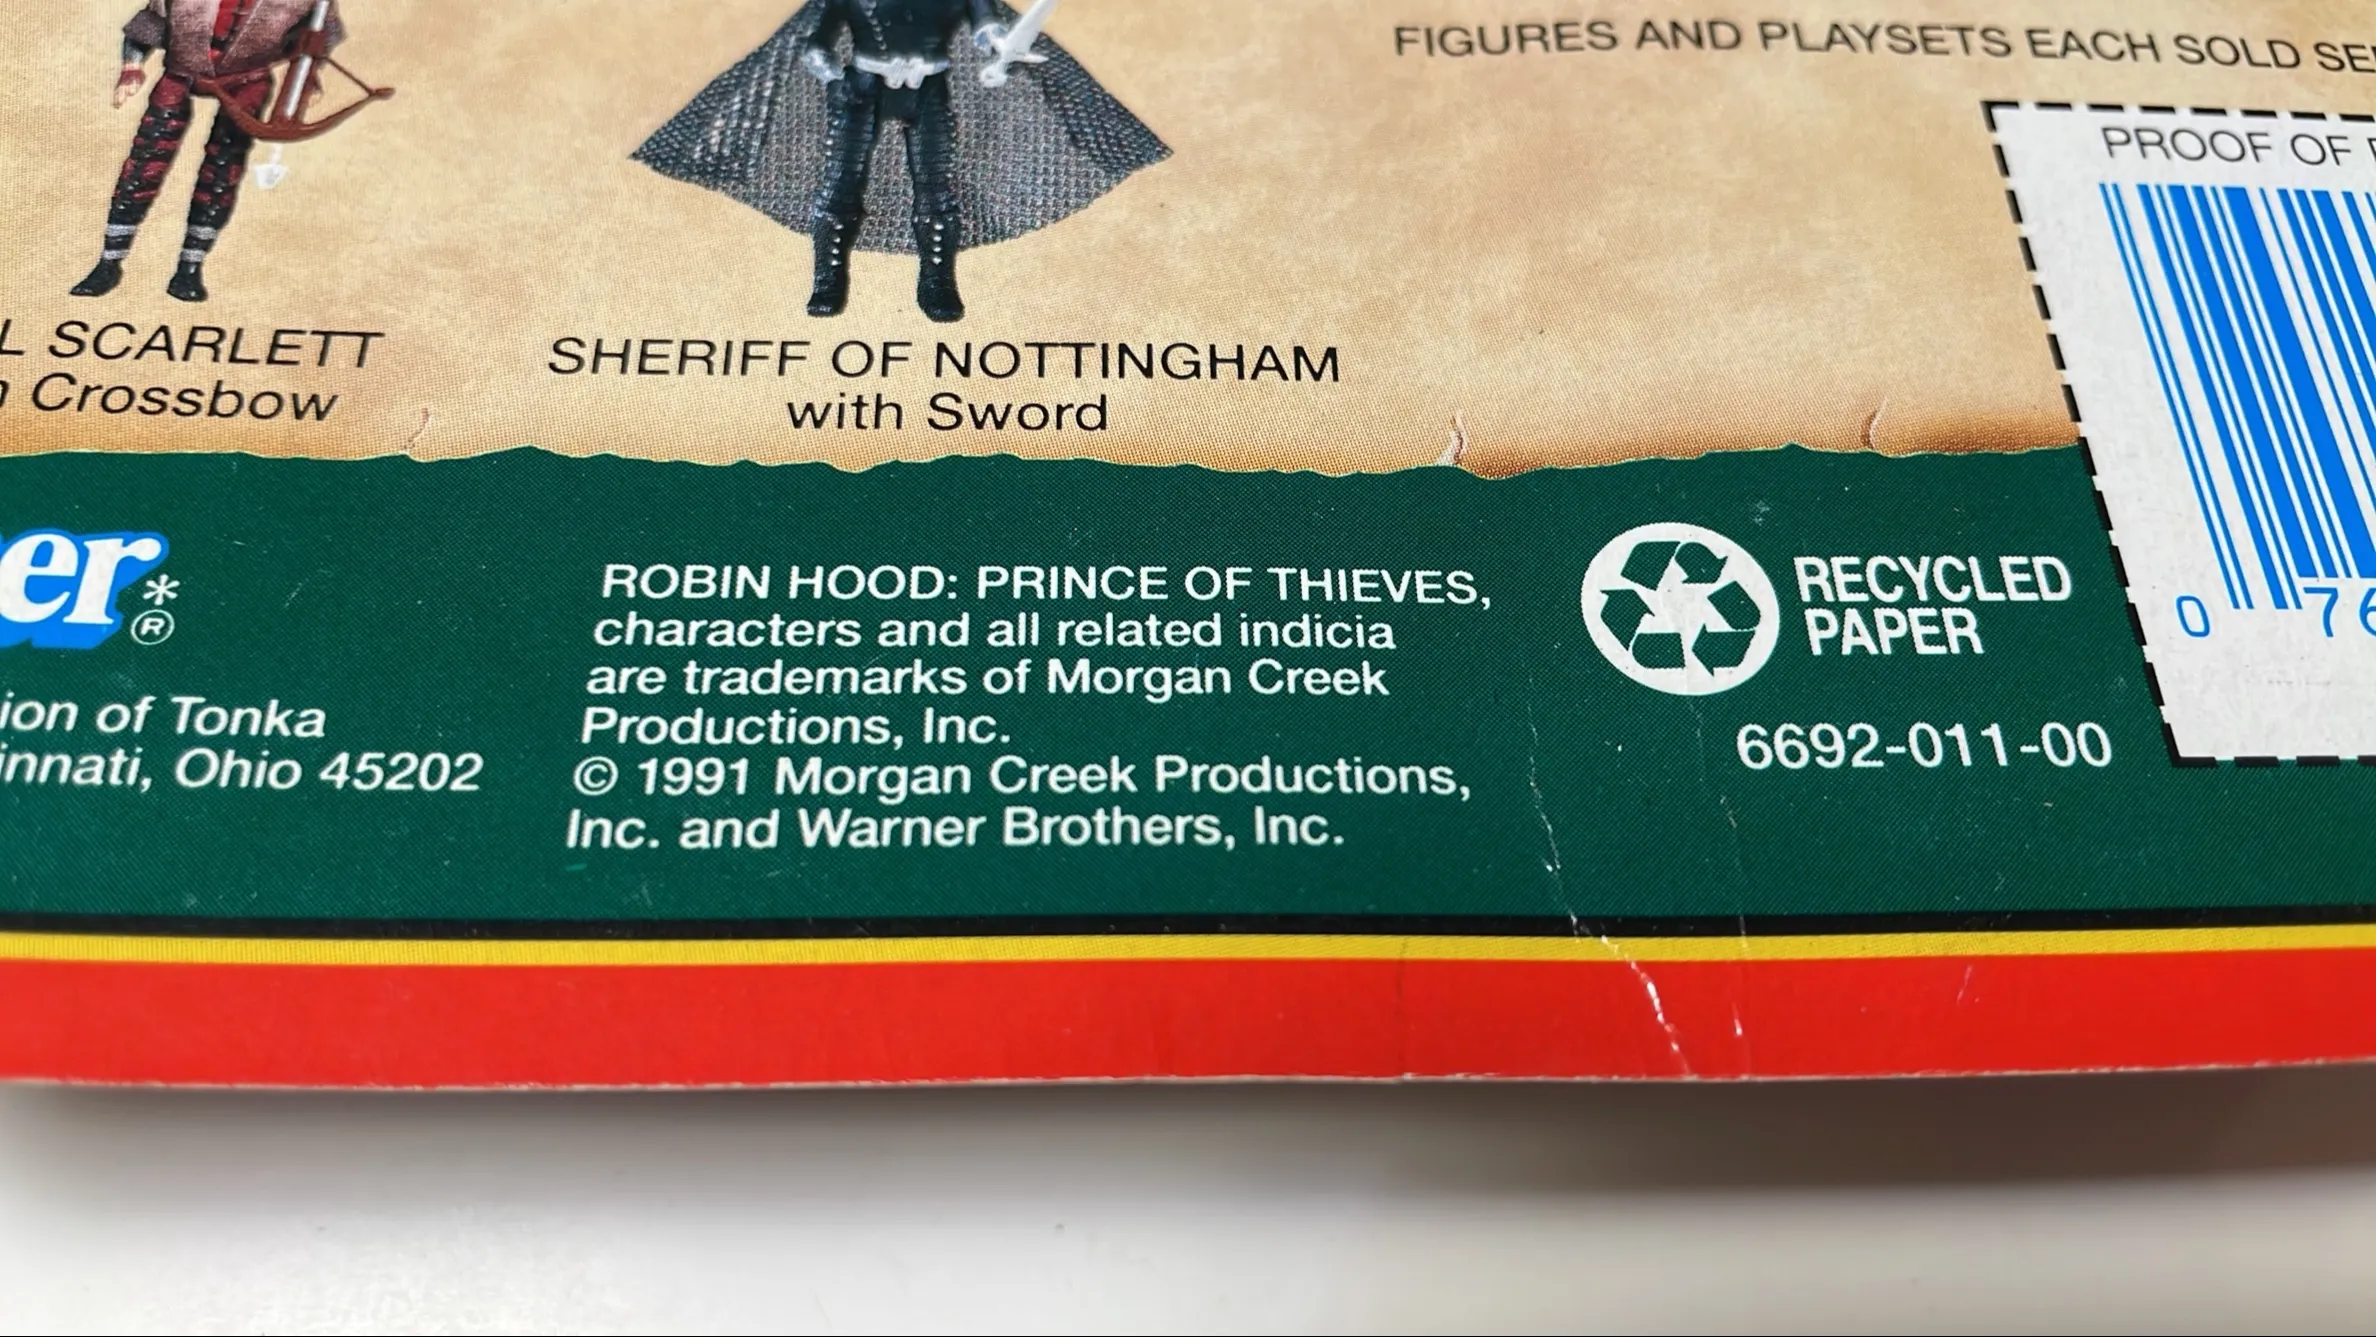 FIGURES AND PLAYSETS EACH SOLD
PROOF OF
L SCARLETT
Crossbow
SHERIFF OF NOTTINGHAM
with Sword
er*®
ion of Tonka
innati, Ohio 45202
ROBIN HOOD: PRINCE OF THIEVES,
characters and all related indicia
are trademarks of Morgan Creek
Productions, Inc.
© 1991 Morgan Creek Productions,
Inc. and Warner Brothers, Inc.
RECYCLED
PAPER
6692-011-00
0 76